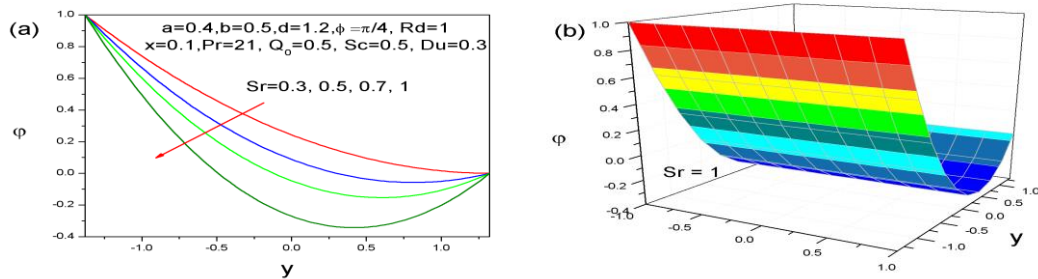 (a)
a=0.4,b=0.5,d=1.2,ϕ=π/4, Rd=1
x=0.1,Pr=21, Q₀=0.5, Sc=0.5, Du=0.3
Sr=0.3, 0.5, 0.7, 1
1.0
0.8
0.6
0.4
0.2
0.0
-0.2
-0.4
φ
-1.0 -0.5 0.0 0.5 1.0
y
(b)
1.0
0.8
0.6
0.4
0.2
0.0
-0.2
-0.4
φ
Sr = 1
-1.0 -0.5 0.0 0.5 1.0
1.0
0.5
0.0
-0.5
-1.0
y